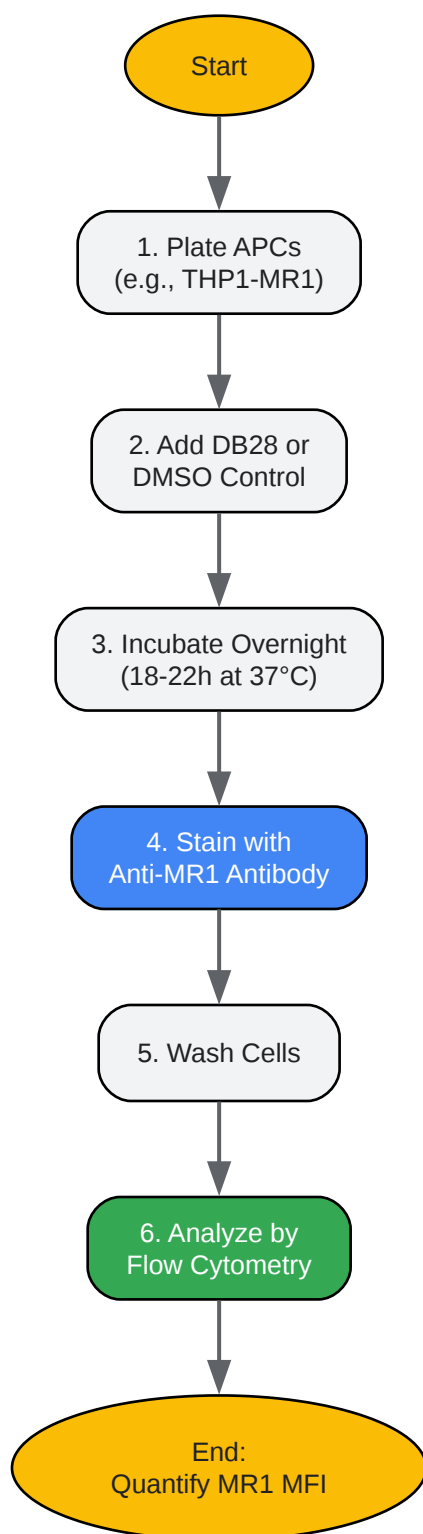 Start
1. Plate APCs
(e.g., THP1-MR1)
2. Add DB28 or
DMSO Control
3. Incubate Overnight
(18-22h at 37°C)
4. Stain with
Anti-MR1 Antibody
5. Wash Cells
6. Analyze by
Flow Cytometry
End:
Quantify MR1 MFI